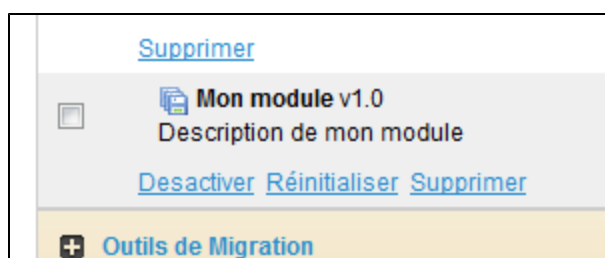 Supprimer
Mon module v1.0
Description de mon module
Desactiver Réinitialiser Supprimer
Outils de Migration